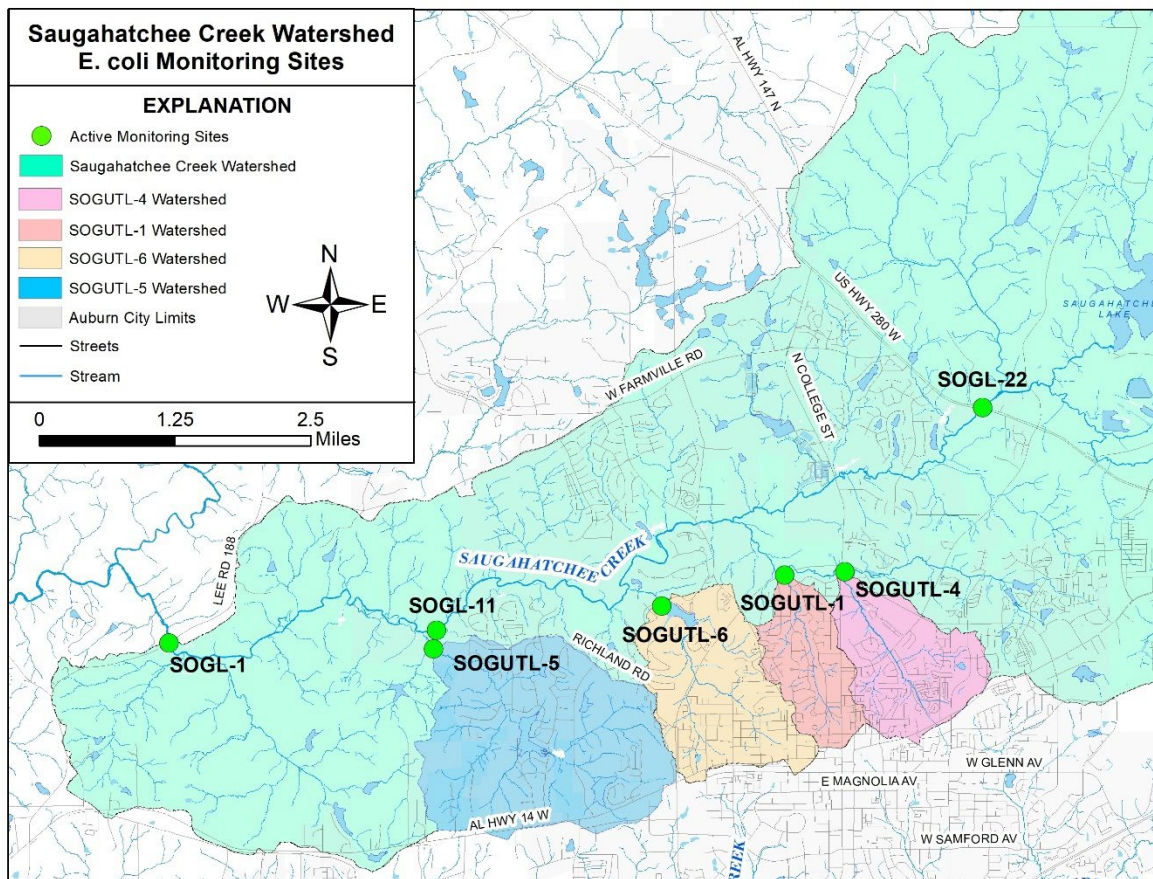 Saugahatchee Creek Watershed
E. coli Monitoring Sites
EXPLANATION
Active Monitoring Sites
Saugahatchee Creek Watershed
SOGUTL-4 Watershed
SOGUTL-1 Watershed
SOGUTL-6 Watershed
SOGUTL-5 Watershed
Auburn City Limits
Streets
Stream
N
W E
S
0 1.25 2.5
Miles
AL HWY 147 N
US HWY 280 W
SAUGAHATCHE
LAKE
W FARMVILLE RD
N COLLEGE ST
SOGL-22
SAUGAHATCHEE CREEK
LEE RD 188
SOGL-11
SOGUTL-1
SOGUTL-4
SOGUTL-6
SOGL-1
SOGUTL-5
RICHLAND RD
W GLENN AV
E MAGNOLIA AV
AL HWY 14 W
W SAMFORD AV
CREEK